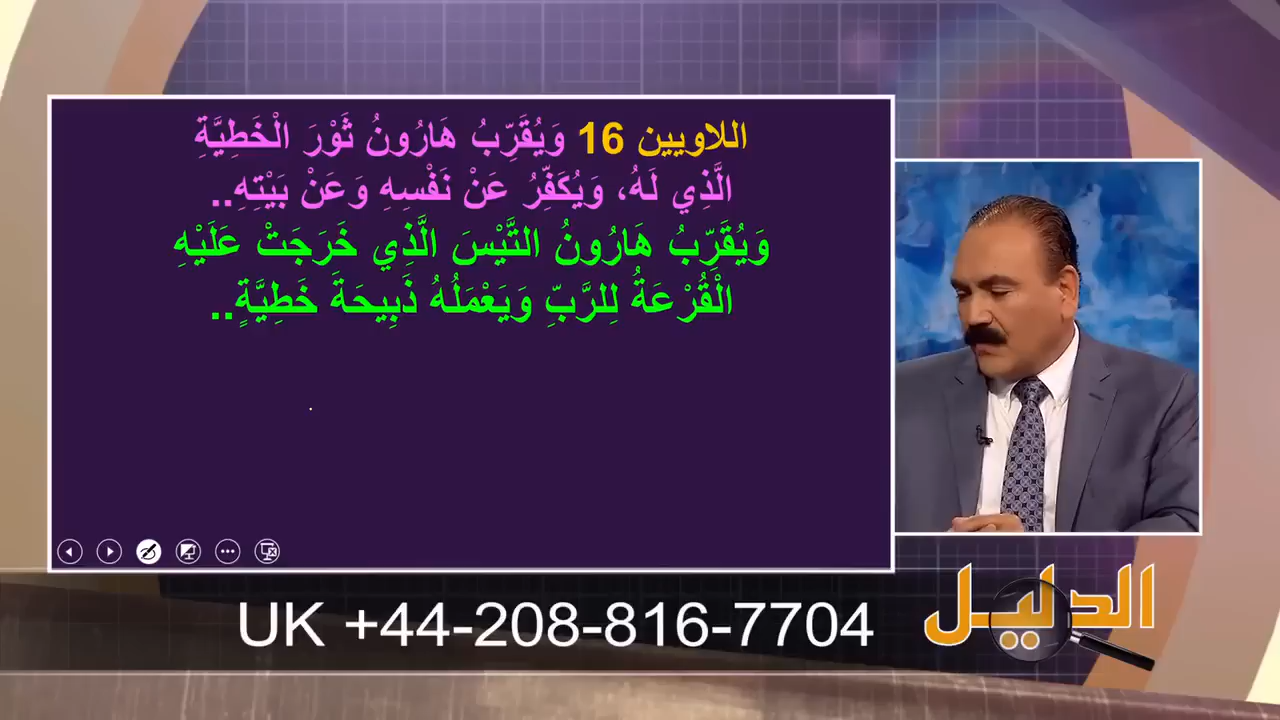 اللاويين 16 وَيُقَرِّبُ هَارُونُ ثَوْرَ الْخَطِيَّةِ
الَّذِي لَهُ، وَيُكَفِّرُ عَنْ نَفْسِهِ وَعَنْ بَيْتِهِ..
وَيُقَرِّبُ هَارُونُ التَّيْسَ الَّذِي خَرَجَتْ عَلَيْهِ
الْقُرْعَةُ لِلرَّبِّ وَيَعْمَلُهُ ذَبِيحَةَ خَطِيَّةٍ..
UK +44-208-816-7704
الدليل